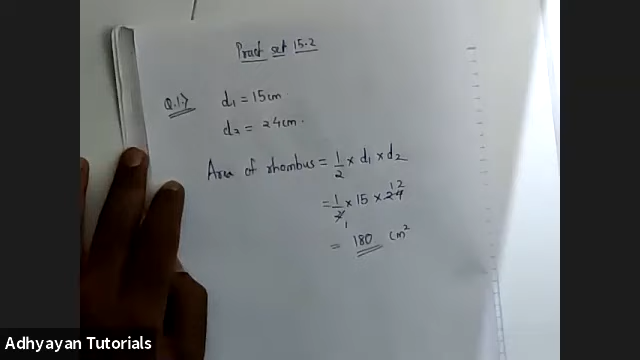 Pract set 15.2
Q.1> d₁ = 15cm.
d₂ = 24cm.
Area of rhombus = 1/2 × d₁ × d₂
= 1/2 × 15 × 24 12
1
= 180 cm²
Adhyayan Tutorials